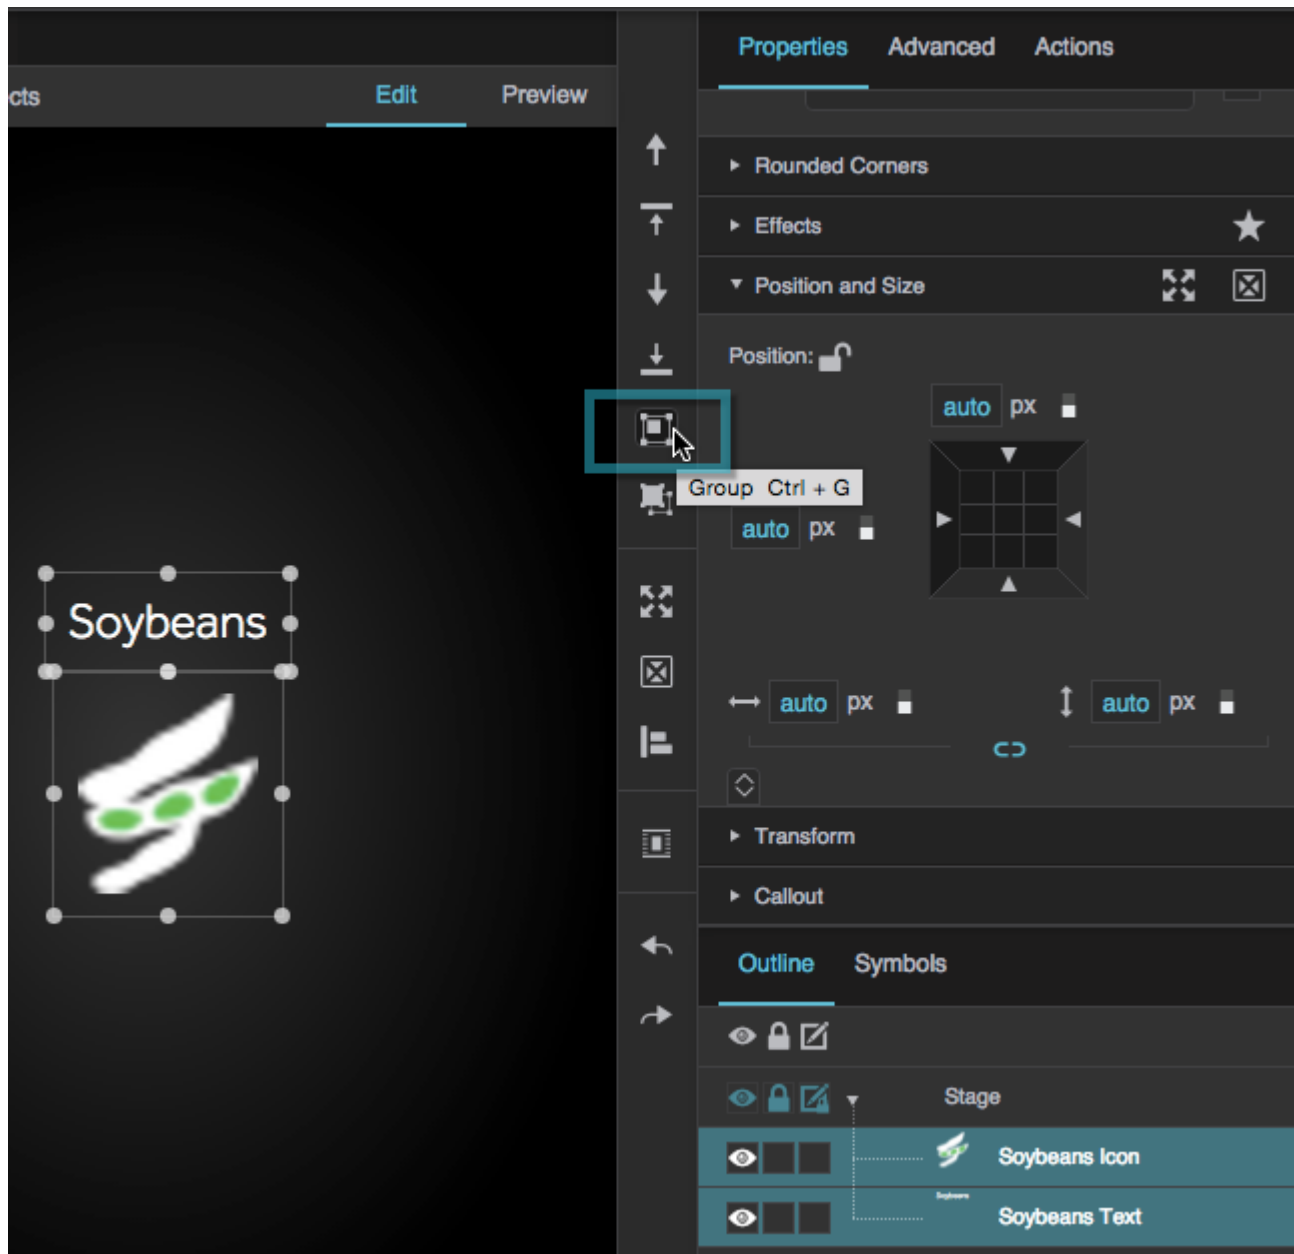 Properties Advanced Actions
cts Edit Preview
Rounded Corners
Effects
Position and Size
Position:
auto px
Group Ctrl + G
auto px
Soybeans
auto px auto px
Transform
Callout
Outline Symbols
Stage
Soybeans Icon
Soybeans Soybeans Text